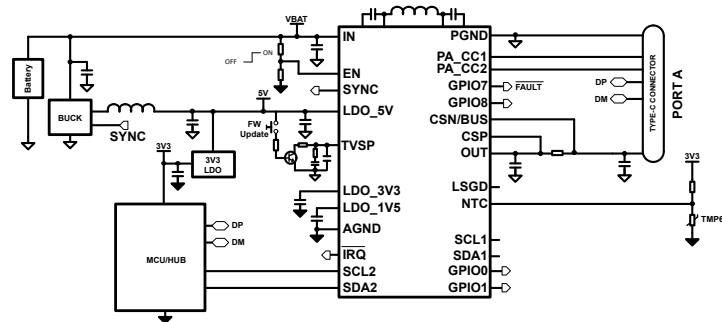 VBAT
IN
PGND
ON
OFF
PA_CC1
PA_CC2
Battery
EN
DP
GPIO7
FAULT
SYNC
DM
GPIO8
TYPE-C CONNECTOR
PORT A
5V
BUCK
LDO_5V
CSN/BUS
SYNC
FW
Update
CSP
TVSP
OUT
3V3
3V3
LDO
3V3
LSGD
LDO_3V3
NTC
LDO_1V5
TMP6
DP
AGND
MCU/HUB
DM
IRQ
SCL1
SDA1
SCL2
GPIO0
SDA2
GPIO1